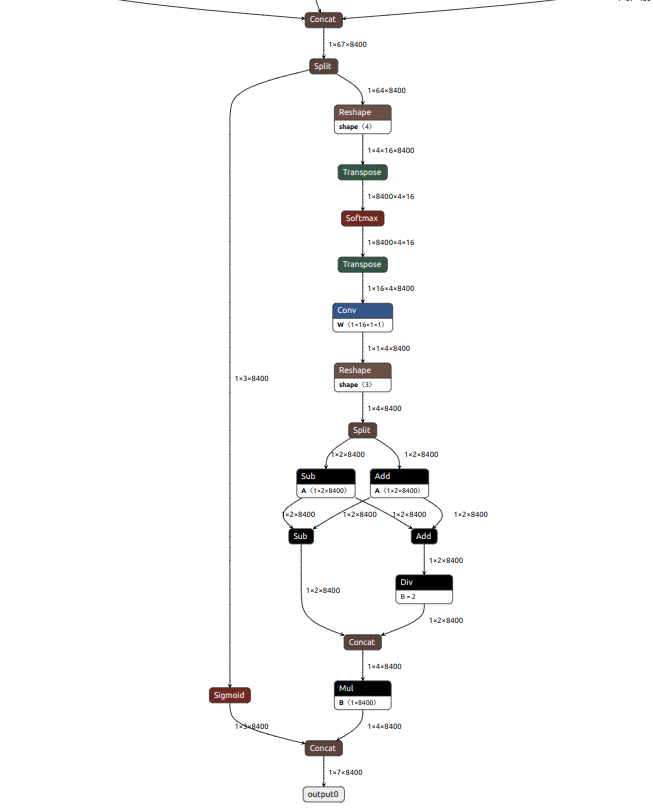 Concat
1×67×8400
Split
1×64×8400
Reshape
shape ⟨4⟩
1×4×16×8400
Transpose
1×8400×4×16
Softmax
1×8400×4×16
Transpose
1×16×4×8400
Conv
W ⟨1×16×1×1⟩
1×1×4×8400
Reshape
shape ⟨3⟩
1×3×8400
1×4×8400
Split
1×2×8400 1×2×8400
Sub Add
A ⟨1×2×8400⟩ A ⟨1×2×8400⟩
1×2×8400 1×2×8400 1×2×8400 1×2×8400
Sub Add
1×2×8400
Div
B = 2
1×2×8400
1×2×8400
Concat
1×4×8400
Mul
Sigmoid
B ⟨1×8400⟩
1×3×8400 1×4×8400
Concat
1×7×8400
output0